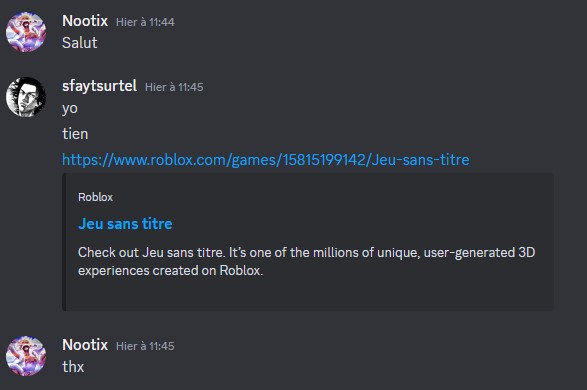 Nootix Hier à 11:44
Salut
sfaytsurtel Hier à 11:45
yo
tien
https://www.roblox.com/games/15815199142/Jeu-sans-titre
Roblox
Jeu sans titre
Check out Jeu sans titre. It's one of the millions of unique, user-generated 3D
experiences created on Roblox.
Nootix Hier à 11:45
thx